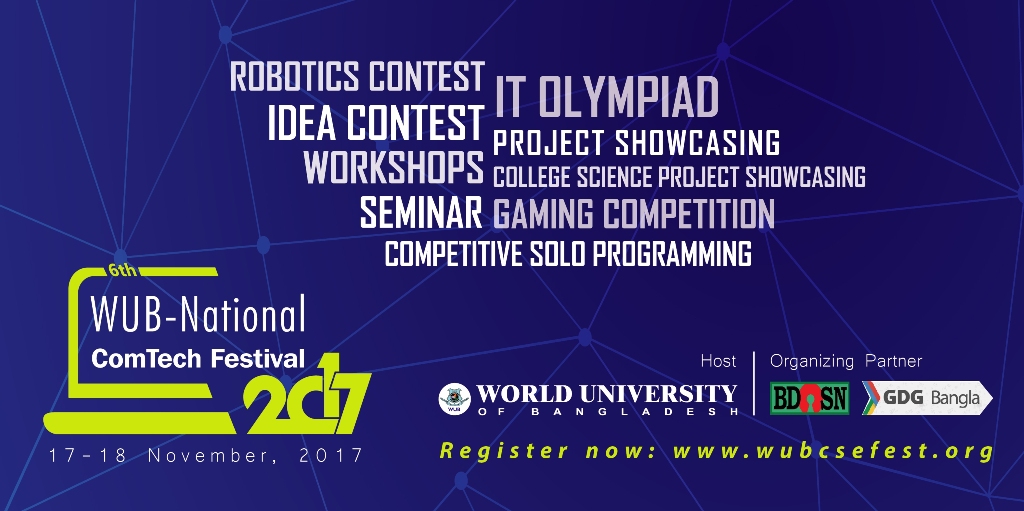 ROBOTICS CONTEST
IT OLYMPIAD
IDEA CONTEST
PROJECT SHOWCASING
WORKSHOPS
COLLEGE SCIENCE PROJECT SHOWCASING
SEMINAR
GAMING COMPETITION
COMPETITIVE SOLO PROGRAMMING
6th
WUB-National
ComTech Festival
2017
17-18 November, 2017
Host
WUB
WORLD UNIVERSITY
OF BANGLADESH
Organizing Partner
BDOSN
GDG Bangla
Register now: www.wubcsefest.org